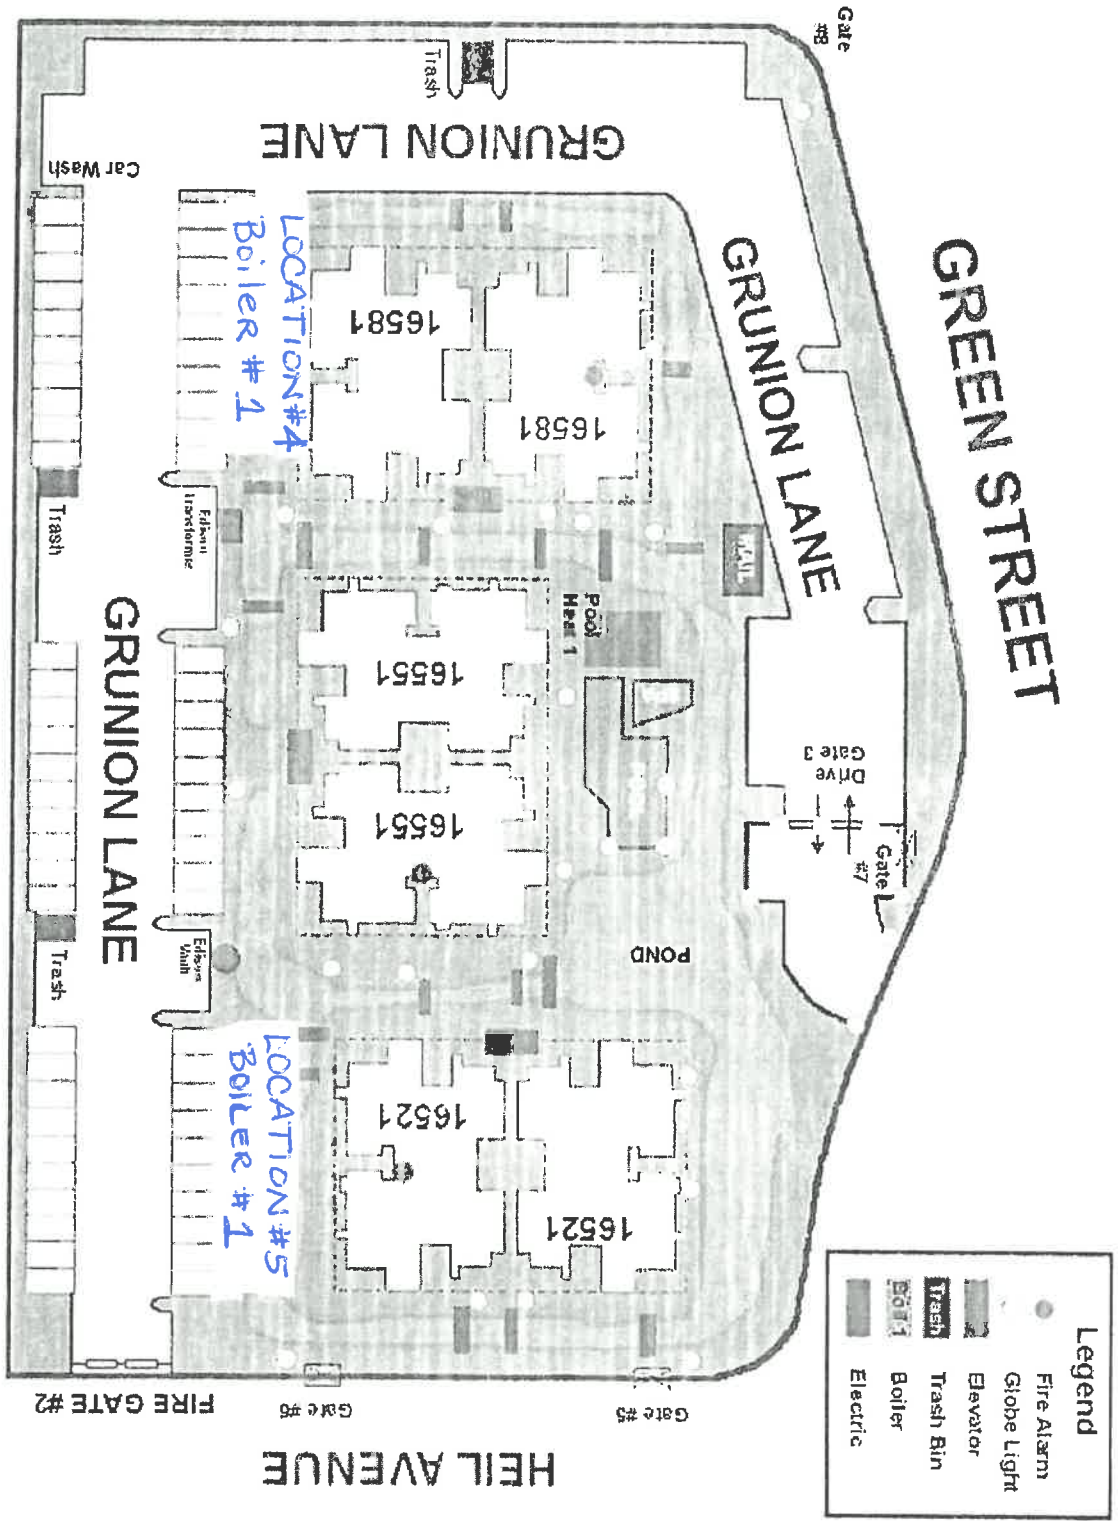 Gate
#8
Trash
GRUNION LANE
Car Wash
LOCATION #4
Boiler #1
16581
16581
GRUNION LANE
GREEN STREET
Trash
Edison
Transformer
MAIL
Pool
Heat 1
GRUNION LANE
16551
16551
Drive
Gate 3
Gate
#7
POND
Trash
Edison
Vault
LOCATION #5
BOILER #1
16521
16521
FIRE GATE #2
Gate #6
Gate #5
HEIL AVENUE
Legend
Fire Alarm
Globe Light
Elevator
Trash
Trash Bin
Boiler
Electric